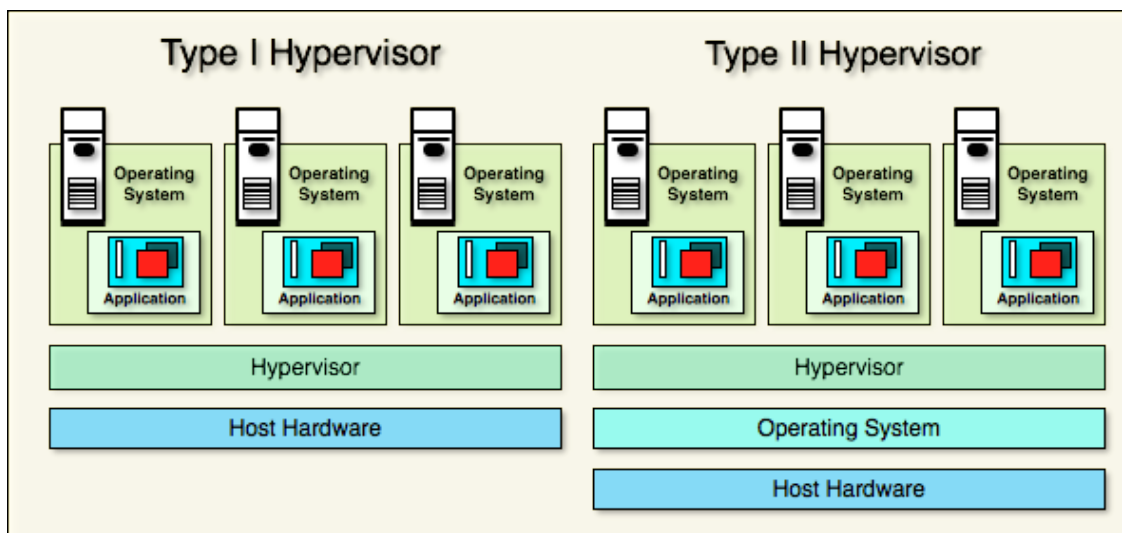 Type I Hypervisor
Operating
System
Application
Operating
System
Application
Operating
System
Application
Hypervisor
Host Hardware
Type II Hypervisor
Operating
System
Application
Operating
System
Application
Operating
System
Application
Hypervisor
Operating System
Host Hardware